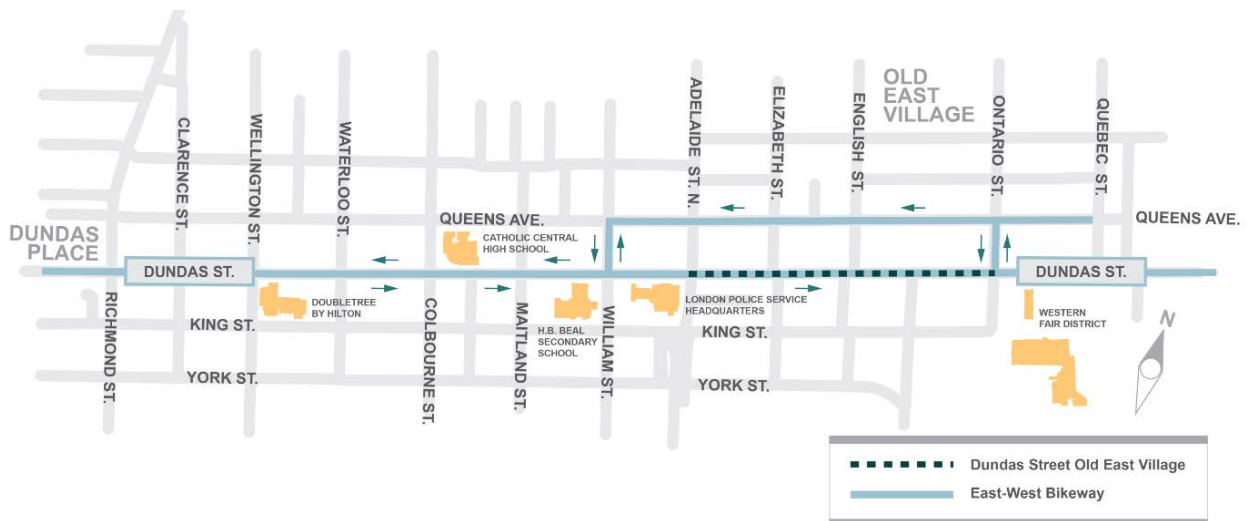 OLD
EAST
VILLAGE
CLARENCE ST.
WELLINGTON ST.
WATERLOO ST.
ADELAIDE ST. N.
ELIZABETH ST.
ENGLISH ST.
ONTARIO ST.
QUEBEC ST.
DUNDAS
PLACE
QUEENS AVE.
QUEENS AVE.
CATHOLIC CENTRAL
HIGH SCHOOL
DUNDAS ST.
DUNDAS ST.
DOUBLETREE
BY HILTON
LONDON POLICE SERVICE
HEADQUARTERS
WESTERN
FAIR DISTRICT
RICHMOND ST.
KING ST.
COLBOURNE ST.
MAITLAND ST.
H.B. BEAL
SECONDARY
SCHOOL
WILLIAM ST.
KING ST.
YORK ST.
YORK ST.
N
Dundas Street Old East Village
East-West Bikeway